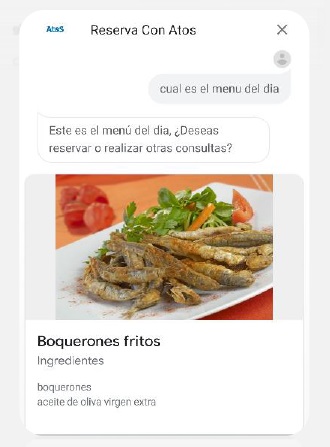 AtoS
Reserva Con Atos
cual es el menu del dia
Este es el menú del dia, ¿Deseas
reservar o realizar otras consultas?
Boquerones fritos
Ingredientes
boquerones
aceite de oliva virgen extra